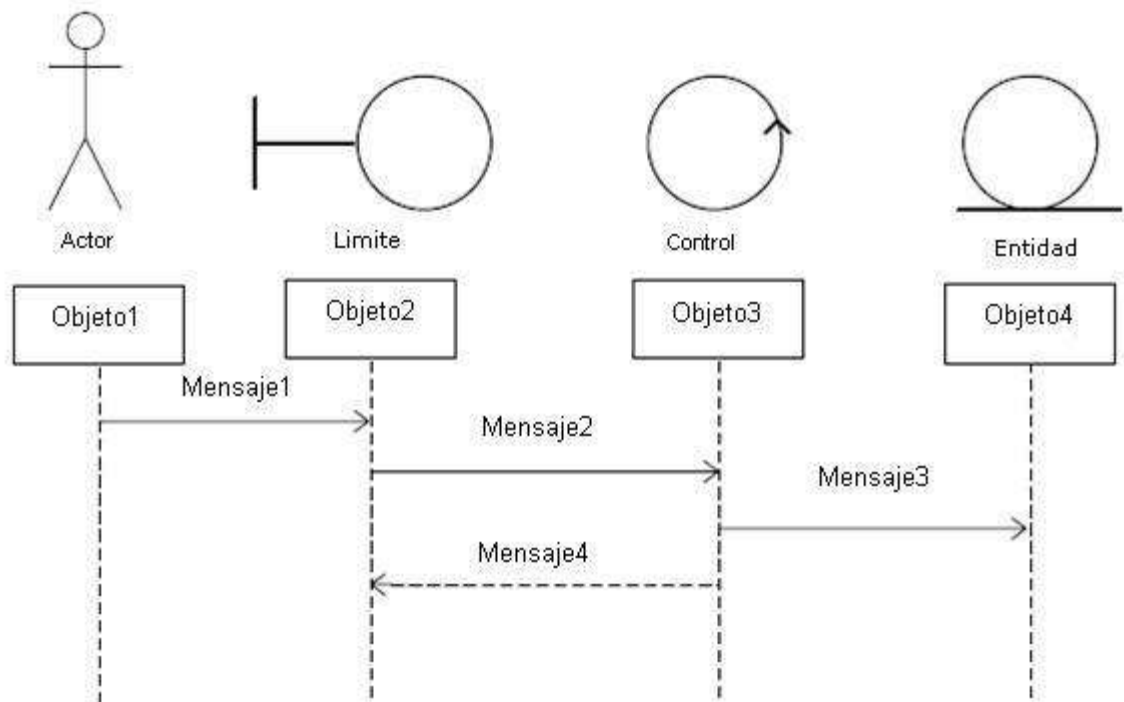 Actor
Limite
Control
Entidad
Objeto1
Objeto2
Objeto3
Objeto4
Mensaje1
Mensaje2
Mensaje3
Mensaje4